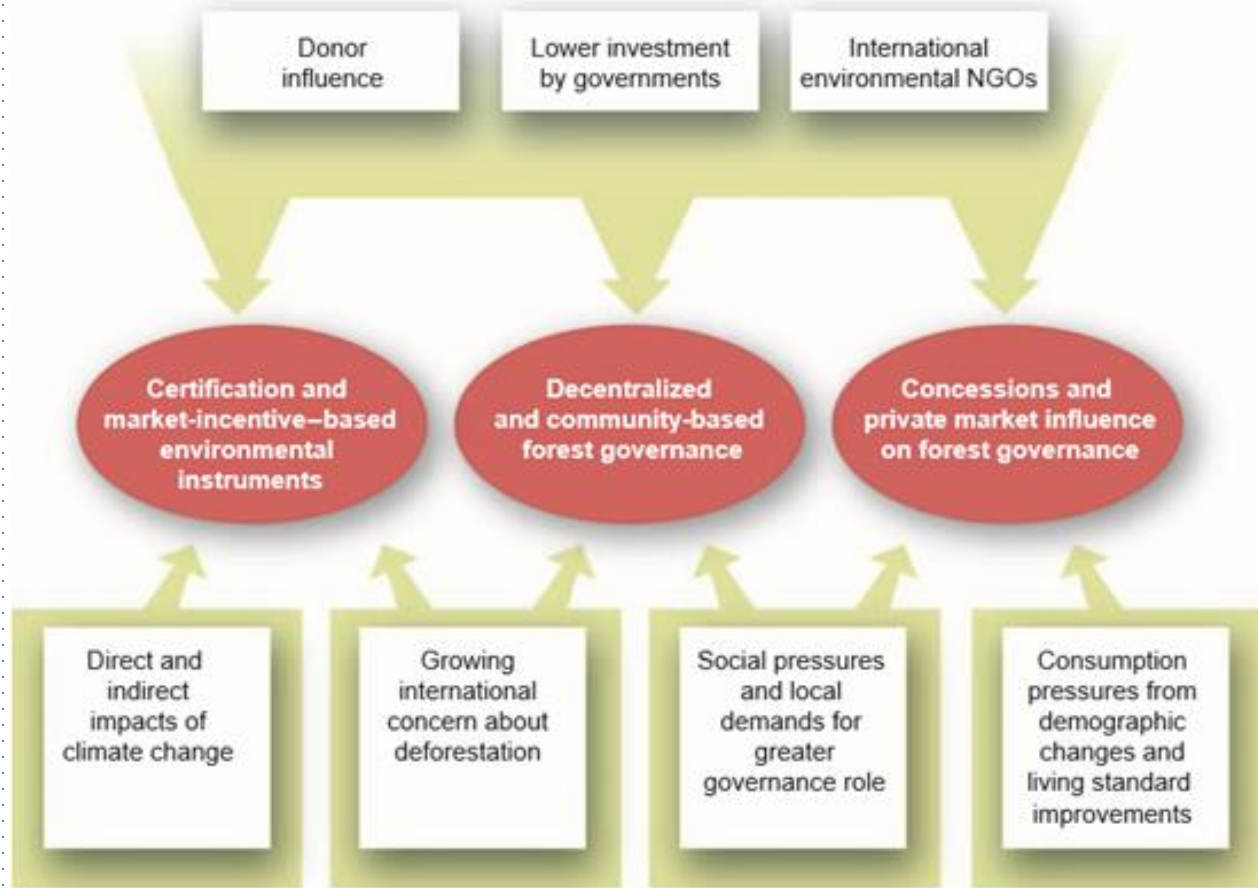 Donor
influence
Lower investment
by governments
International
environmental NGOs
Certification and
market-incentive–based
environmental
instruments
Decentralized
and community-based
forest governance
Concessions and
private market influence
on forest governance
Direct and
indirect
impacts of
climate change
Growing
international
concern about
deforestation
Social pressures
and local
demands for
greater
governance role
Consumption
pressures from
demographic
changes and
living standard
improvements